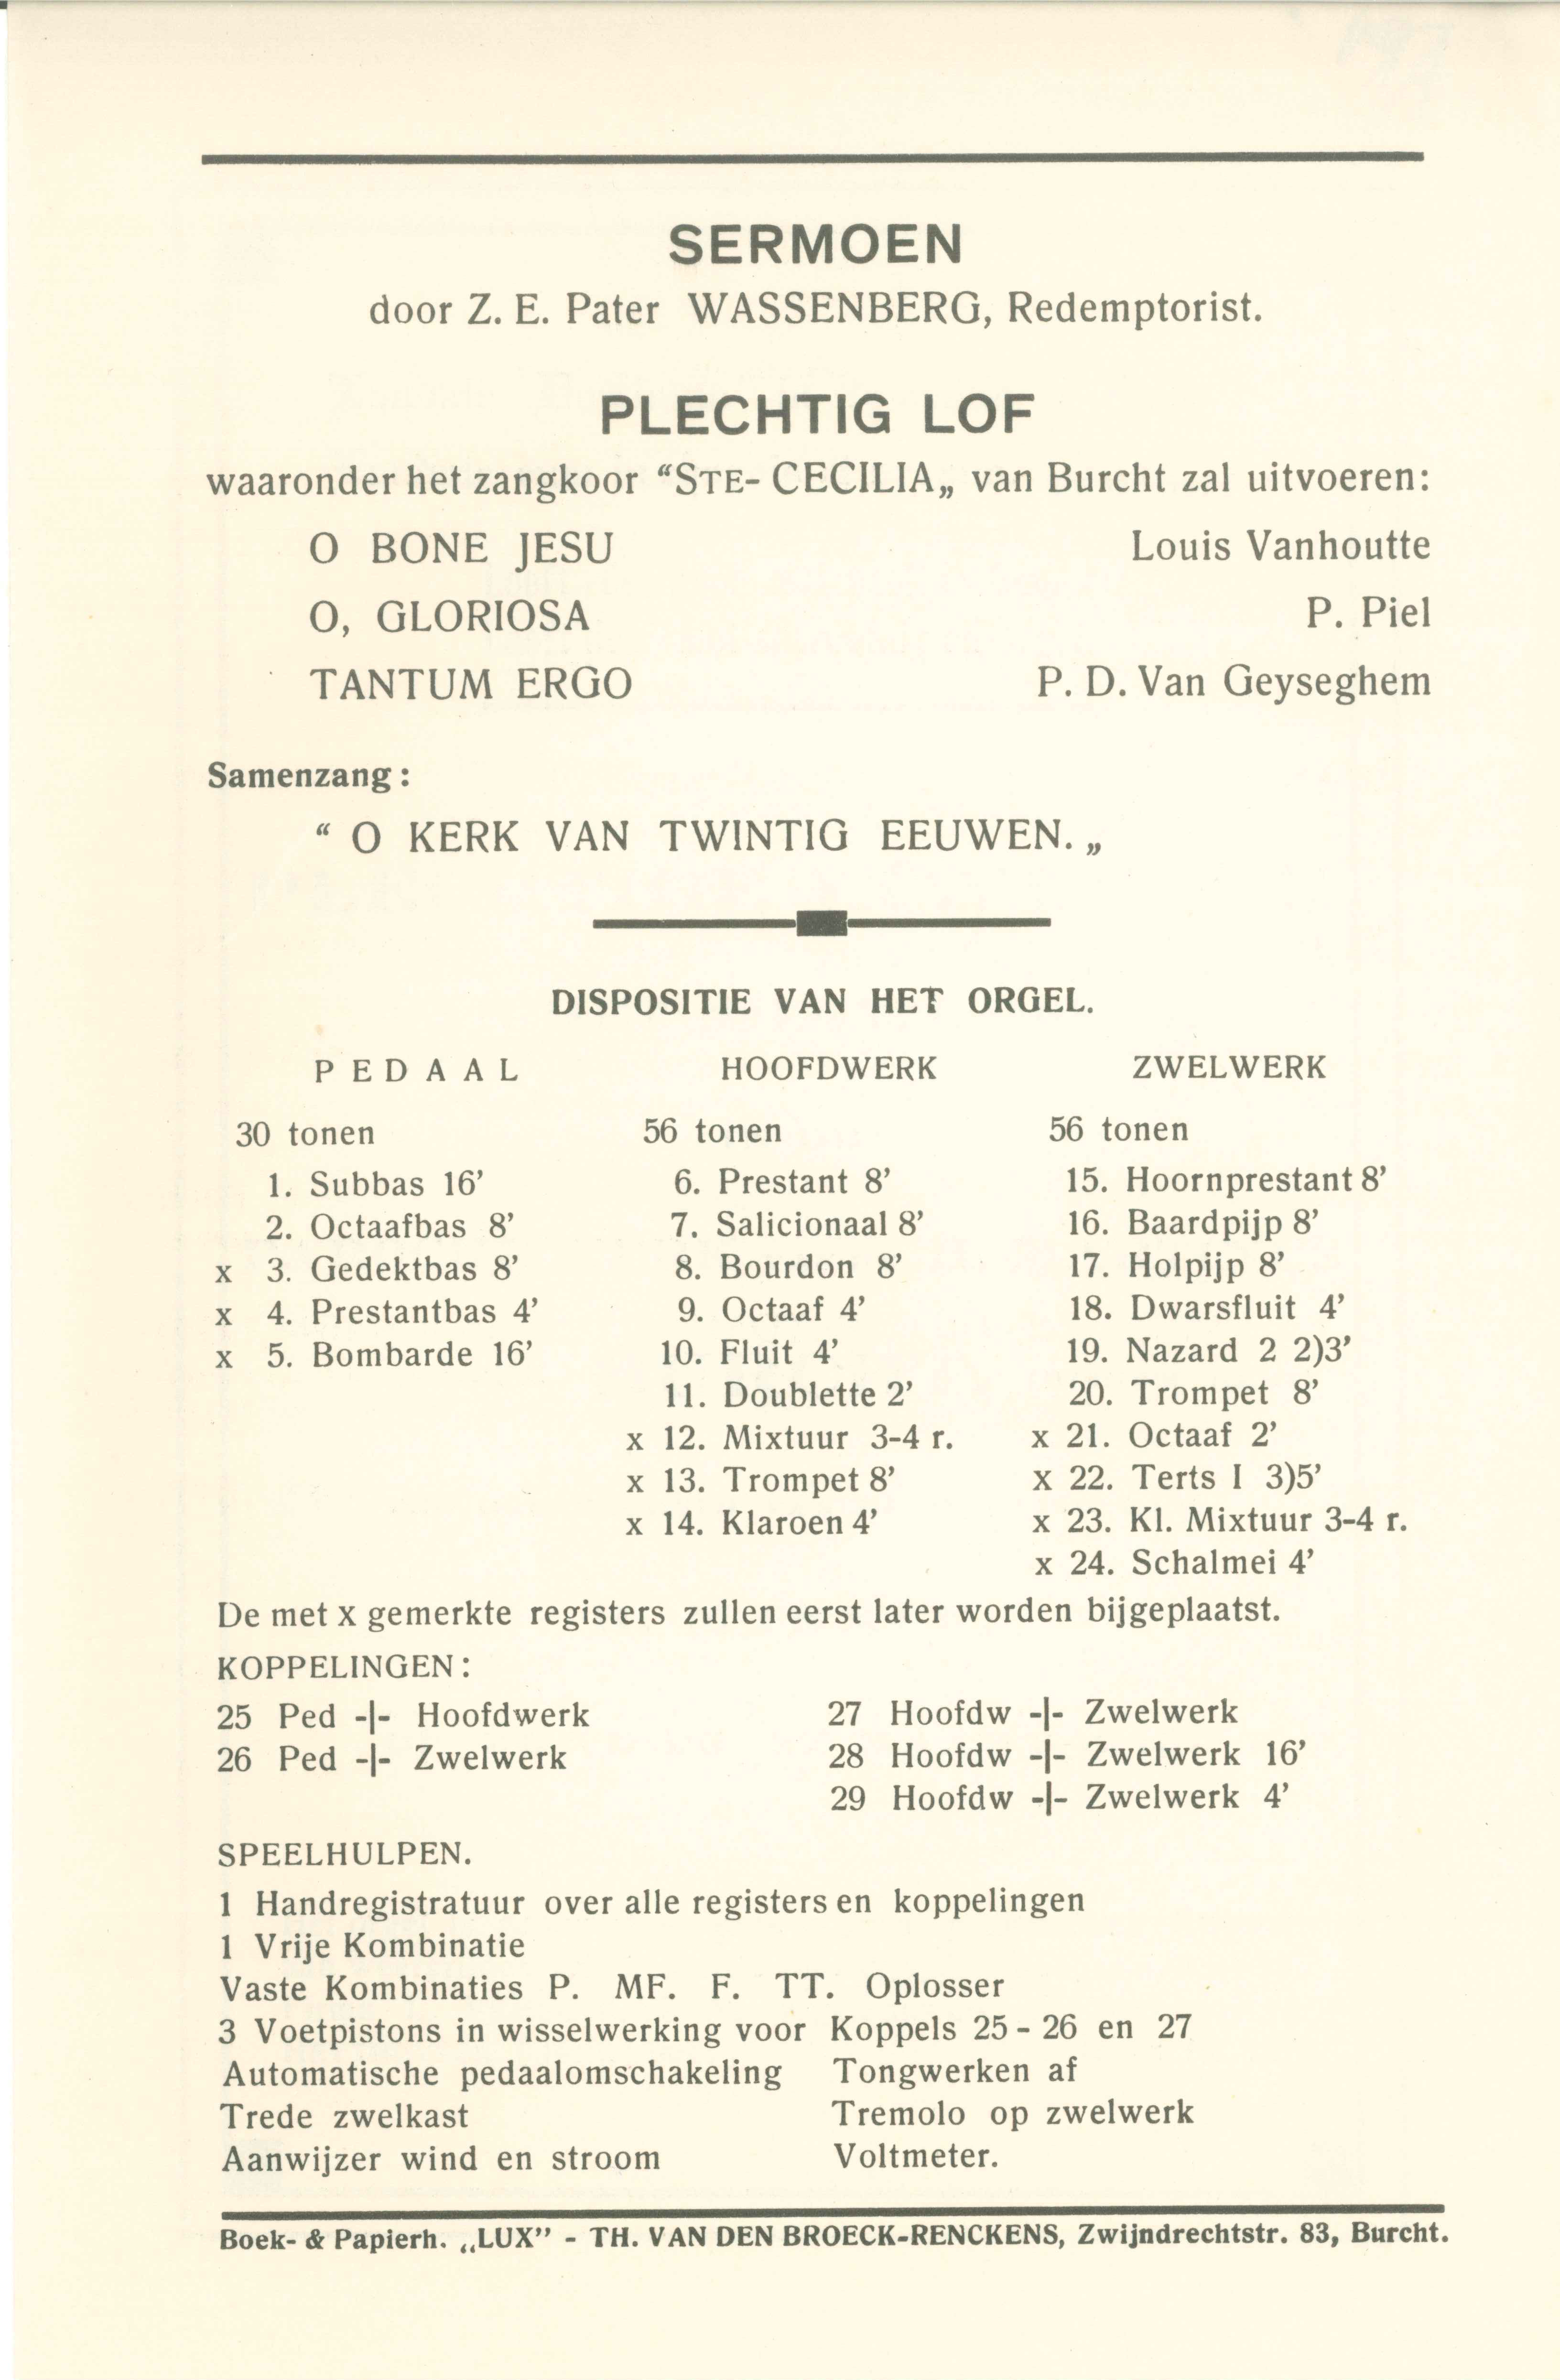 SERMOEN
door Z. E. Pater WASSENBERG, Redemptorist.
PLECHTIG LOF
waaronder het zangkoor “STE- CECILIA„ van Burcht zal uitvoeren:
O BONE JESU Louis Vanhoutte
O, GLORIOSA P. Piel
TANTUM ERGO P. D. Van Geyseghem
Samenzang:
“ O KERK VAN TWINTIG EEUWEN. „
DISPOSITIE VAN HET ORGEL.
PEDAAL HOOFDWERK ZWELWERK
30 tonen 56 tonen 56 tonen
1. Subbas 16’ 6. Prestant 8’ 15. Hoornprestant 8’
2. Octaafbas 8’ 7. Salicionaal 8’ 16. Baardpijp 8’
x 3. Gedektbas 8’ 8. Bourdon 8’ 17. Holpijp 8’
x 4. Prestantbas 4’ 9. Octaaf 4’ 18. Dwarsfluit 4’
x 5. Bombarde 16’ 10. Fluit 4’ 19. Nazard 2 2)3’
11. Doublette 2’ 20. Trompet 8’
x 12. Mixtuur 3-4 r. x 21. Octaaf 2’
x 13. Trompet 8’ x 22. Terts I 3)5’
x 14. Klaroen 4’ x 23. Kl. Mixtuur 3-4 r.
x 24. Schalmei 4’
De met x gemerkte registers zullen eerst later worden bijgeplaatst.
KOPPELINGEN:
25 Ped -|- Hoofdwerk 27 Hoofdw -|- Zwelwerk
26 Ped -|- Zwelwerk 28 Hoofdw -|- Zwelwerk 16’
29 Hoofdw -|- Zwelwerk 4’
SPEELHULPEN.
1 Handregistratuur over alle registers en koppelingen
1 Vrije Kombinatie
Vaste Kombinaties P. MF. F. TT. Oplosser
3 Voetpistons in wisselwerking voor Koppels 25 - 26 en 27
Automatische pedaalomschakeling Tongwerken af
Trede zwelkast Tremolo op zwelwerk
Aanwijzer wind en stroom Voltmeter.
Boek- & Papierh. „LUX” - TH. VAN DEN BROECK-RENCKENS, Zwijndrechtstr. 83, Burcht.